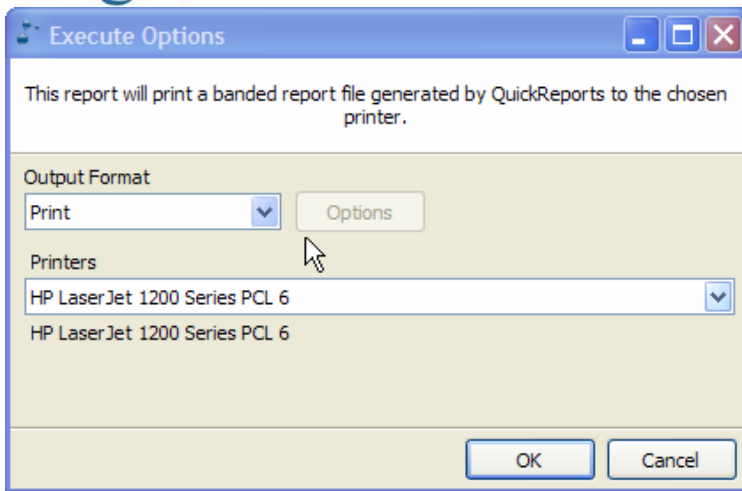 Execute Options
This report will print a banded report file generated by QuickReports to the chosen
printer.
Output Format
Print
Options
Printers
HP LaserJet 1200 Series PCL 6
HP LaserJet 1200 Series PCL 6
OK
Cancel